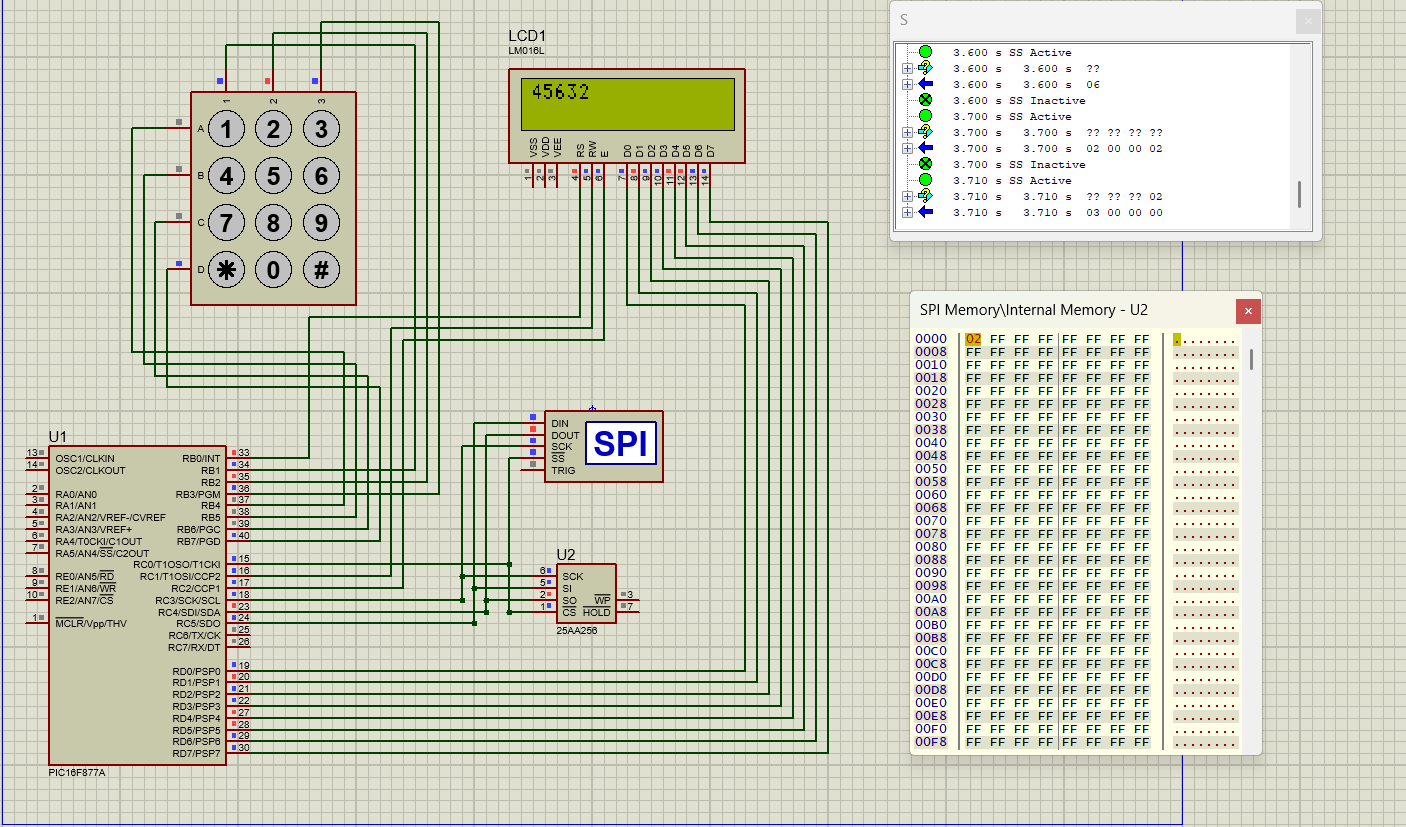 LCD1
LM016L
45632
VSS VDD VEE RS RW E D0 D1 D2 D3 D4 D5 D6 D7
1 2 3 4 5 6 7 8 9 10 11 12 13 14
1 2 3
A 1 2 3
B 4 5 6
C 7 8 9
D * 0 #
S
3.600 s SS Active
3.600 s 3.600 s ??
3.600 s 3.600 s 06
3.600 s SS Inactive
3.700 s SS Active
3.700 s 3.700 s ?? ?? ?? ??
3.700 s 3.700 s 02 00 00 02
3.700 s SS Inactive
3.710 s SS Active
3.710 s 3.710 s ?? ?? ?? 02
3.710 s 3.710 s 03 00 00 00
U1
13 OSC1/CLKIN
14 OSC2/CLKOUT
2 RA0/AN0
3 RA1/AN1
4 RA2/AN2/VREF-/CVREF
5 RA3/AN3/VREF+
6 RA4/T0CKI/C1OUT
7 RA5/AN4/SS/C2OUT
8 RE0/AN5/RD
9 RE1/AN6/WR
10 RE2/AN7/CS
1 MCLR/Vpp/THV
RB0/INT 33
RB1 34
RB2 35
RB3/PGM 36
RB4 37
RB5 38
RB6/PGC 39
RB7/PGD 40
RC0/T1OSO/T1CKI 15
RC1/T1OSI/CCP2 16
RC2/CCP1 17
RC3/SCK/SCL 18
RC4/SDI/SDA 23
RC5/SDO 24
RC6/TX/CK 25
RC7/RX/DT 26
RD0/PSP0 19
RD1/PSP1 20
RD2/PSP2 21
RD3/PSP3 22
RD4/PSP4 27
RD5/PSP5 28
RD6/PSP6 29
RD7/PSP7 30
PIC16F877A
DIN
DOUT
SCK
SS
TRIG
SPI
U2
6 SCK
5 SI
2 SO WP 3
1 CS HOLD 7
25AA256
SPI Memory\Internal Memory - U2
0000 02 FF FF FF FF FF FF FF ........
0008 FF FF FF FF FF FF FF FF ........
0010 FF FF FF FF FF FF FF FF ........
0018 FF FF FF FF FF FF FF FF ........
0020 FF FF FF FF FF FF FF FF ........
0028 FF FF FF FF FF FF FF FF ........
0030 FF FF FF FF FF FF FF FF ........
0038 FF FF FF FF FF FF FF FF ........
0040 FF FF FF FF FF FF FF FF ........
0048 FF FF FF FF FF FF FF FF ........
0050 FF FF FF FF FF FF FF FF ........
0058 FF FF FF FF FF FF FF FF ........
0060 FF FF FF FF FF FF FF FF ........
0068 FF FF FF FF FF FF FF FF ........
0070 FF FF FF FF FF FF FF FF ........
0078 FF FF FF FF FF FF FF FF ........
0080 FF FF FF FF FF FF FF FF ........
0088 FF FF FF FF FF FF FF FF ........
0090 FF FF FF FF FF FF FF FF ........
0098 FF FF FF FF FF FF FF FF ........
00A0 FF FF FF FF FF FF FF FF ........
00A8 FF FF FF FF FF FF FF FF ........
00B0 FF FF FF FF FF FF FF FF ........
00B8 FF FF FF FF FF FF FF FF ........
00C0 FF FF FF FF FF FF FF FF ........
00C8 FF FF FF FF FF FF FF FF ........
00D0 FF FF FF FF FF FF FF FF ........
00D8 FF FF FF FF FF FF FF FF ........
00E0 FF FF FF FF FF FF FF FF ........
00E8 FF FF FF FF FF FF FF FF ........
00F0 FF FF FF FF FF FF FF FF ........
00F8 FF FF FF FF FF FF FF FF ........